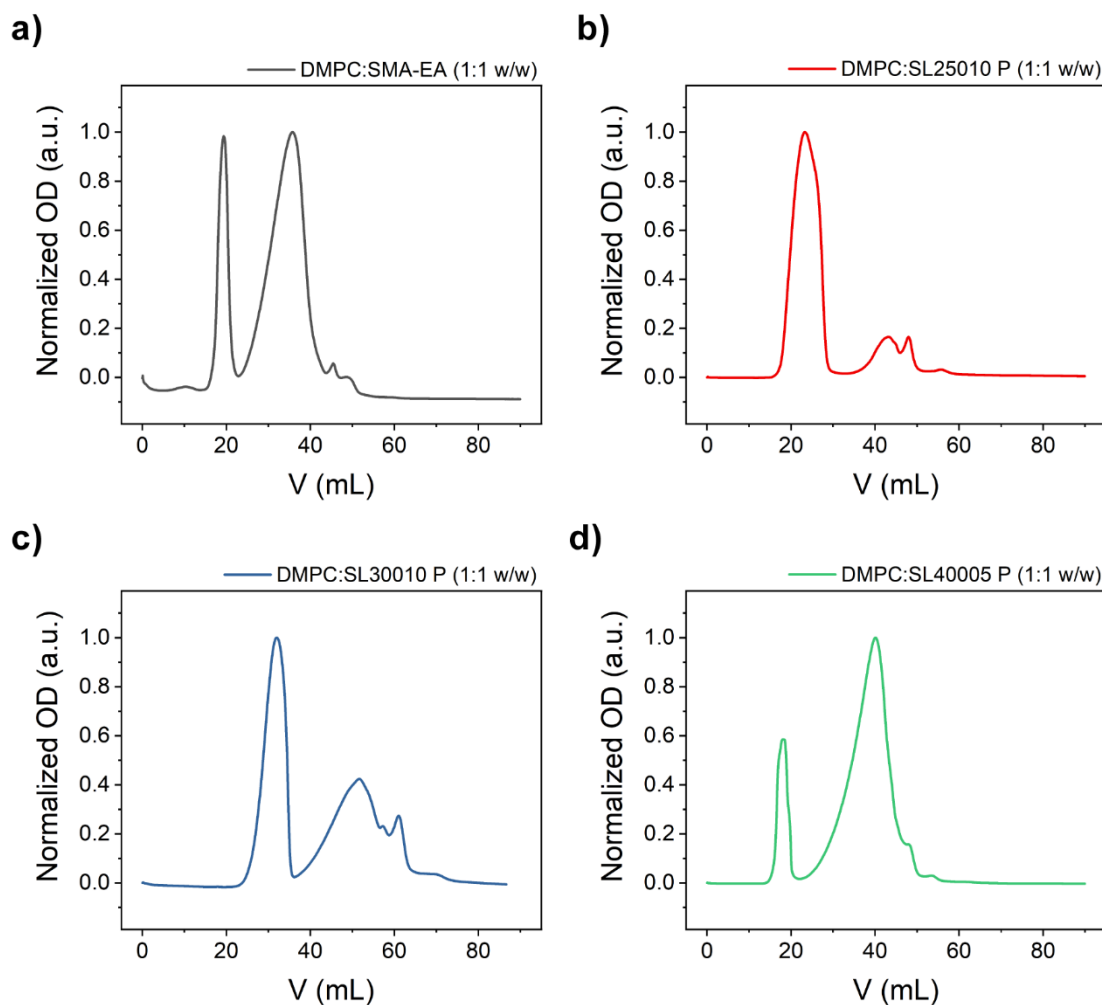 a)
DMPC:SMA-EA (1:1 w/w)
Normalized OD (a.u.)
1.0
0.8
0.6
0.4
0.2
0.0
0 20 40 60 80
V (mL)
b)
DMPC:SL25010 P (1:1 w/w)
Normalized OD (a.u.)
1.0
0.8
0.6
0.4
0.2
0.0
0 20 40 60 80
V (mL)
c)
DMPC:SL30010 P (1:1 w/w)
Normalized OD (a.u.)
1.0
0.8
0.6
0.4
0.2
0.0
0 20 40 60 80
V (mL)
d)
DMPC:SL40005 P (1:1 w/w)
Normalized OD (a.u.)
1.0
0.8
0.6
0.4
0.2
0.0
0 20 40 60 80
V (mL)